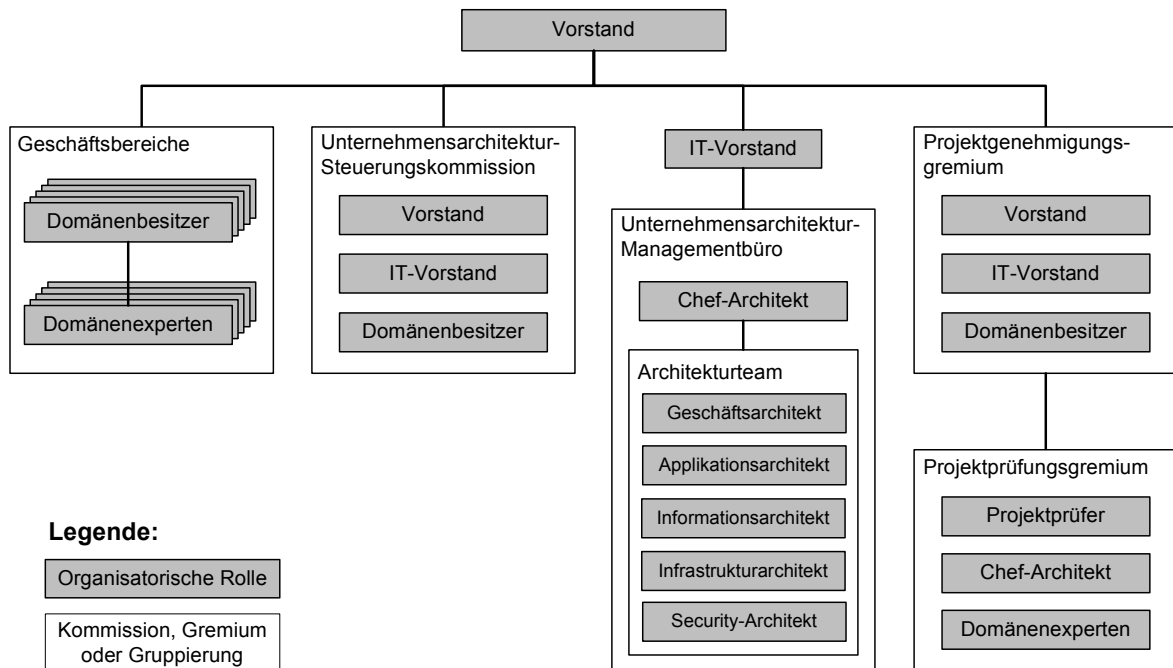 Vorstand
Geschäftsbereiche
Domänenbesitzer
Domänenexperten
Unternehmensarchitektur-
Steuerungskommission
Vorstand
IT-Vorstand
Domänenbesitzer
IT-Vorstand
Unternehmensarchitektur-
Managementbüro
Chef-Architekt
Architekturteam
Geschäftsarchitekt
Applikationsarchitekt
Informationsarchitekt
Infrastrukturarchitekt
Security-Architekt
Projektgenehmigungs-
gremium
Vorstand
IT-Vorstand
Domänenbesitzer
Projektprüfungsgremium
Projektprüfer
Chef-Architekt
Domänenexperten
Legende:
Organisatorische Rolle
Kommission, Gremium
oder Gruppierung